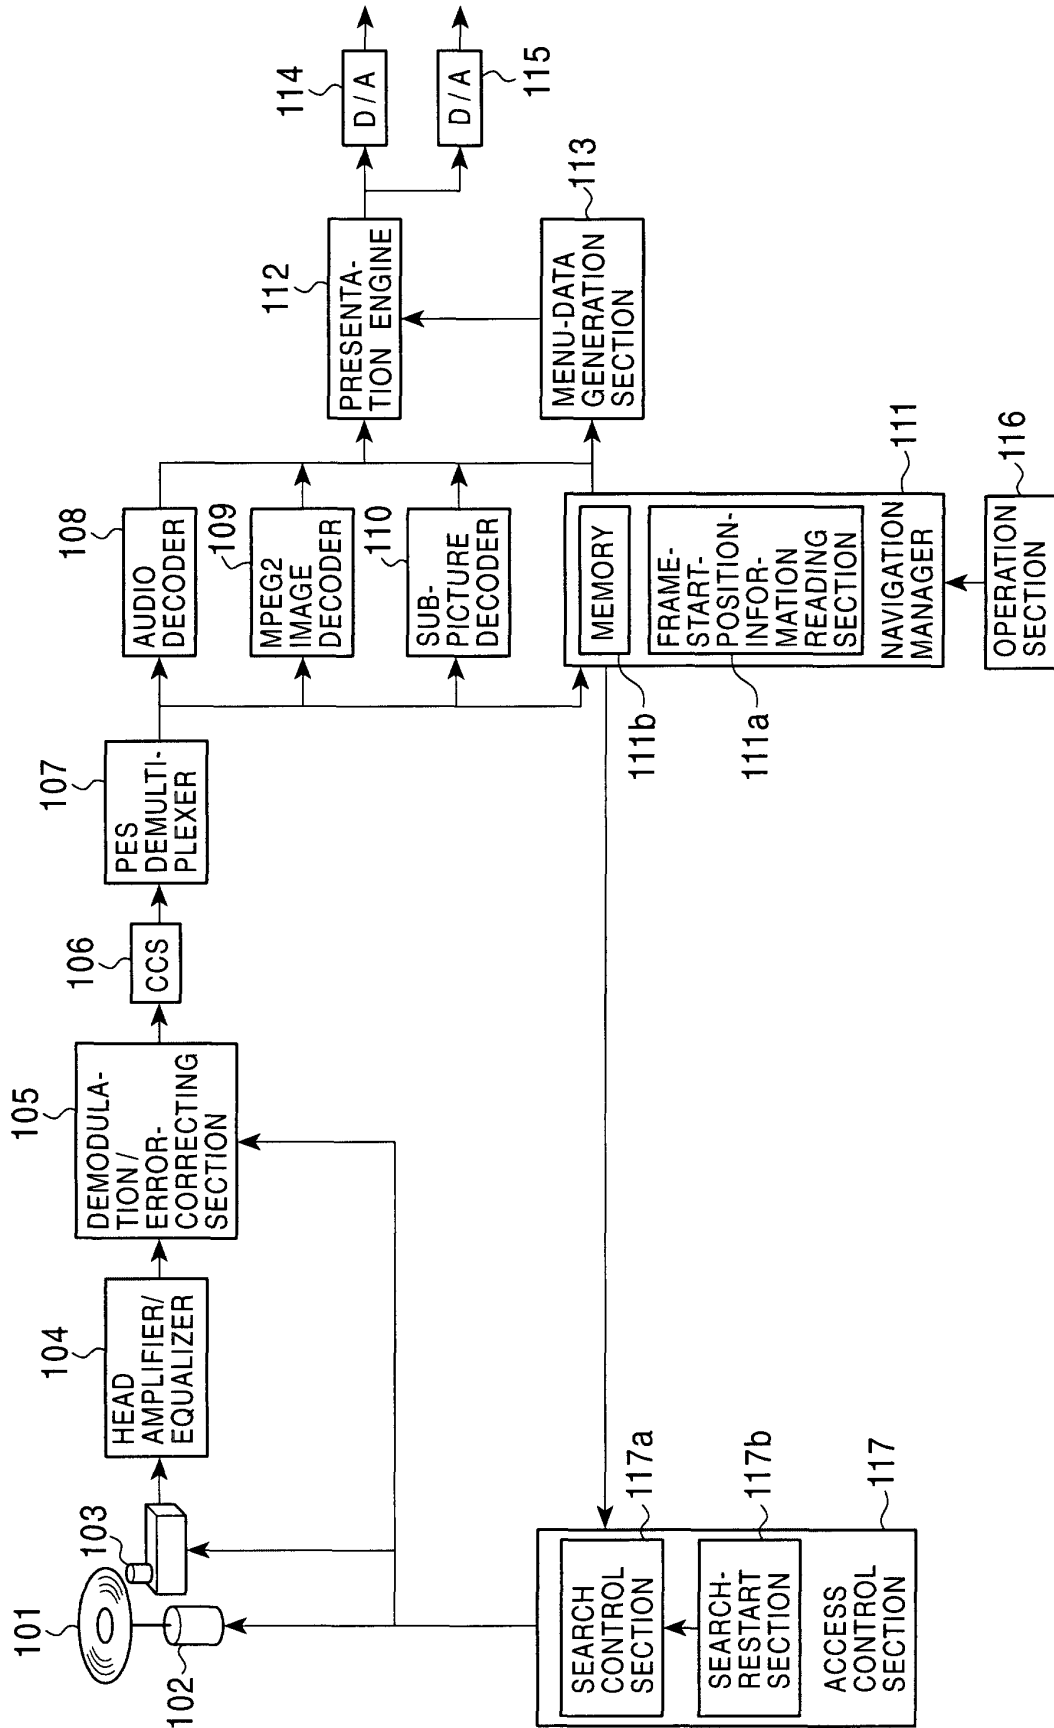 101
102
103
104
HEAD
AMPLIFIER/
EQUALIZER
105
DEMODULA-
TION/
ERROR-
CORRECTING
SECTION
106
CCS
107
PES
DEMULTI-
PLEXER
108
AUDIO
DECODER
109
MPEG2
IMAGE
DECODER
110
SUB-
PICTURE
DECODER
112
PRESENTA-
TION ENGINE
114
D/A
D/A
115
113
MENU-DATA
GENERATION
SECTION
MEMORY
111b
FRAME-
START-
POSITION-
INFOR-
MATION
READING
SECTION
111a
NAVIGATION
MANAGER
111
OPERATION
SECTION
116
SEARCH
CONTROL
SECTION
117a
SEARCH-
RESTART
SECTION
117b
ACCESS
CONTROL
SECTION
117